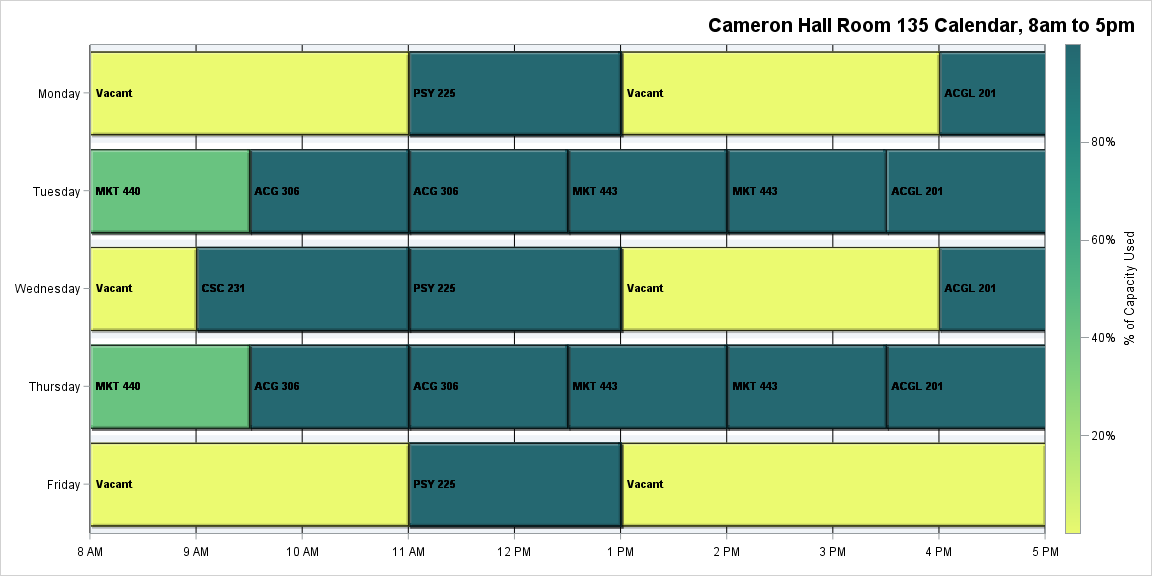 Cameron Hall Room 135 Calendar, 8am to 5pm
Monday Vacant PSY 225 Vacant ACGL 201
80%
Tuesday MKT 440 ACG 306 ACG 306 MKT 443 MKT 443 ACGL 201
60%
Wednesday Vacant CSC 231 PSY 225 Vacant ACGL 201
% of Capacity Used
40%
Thursday MKT 440 ACG 306 ACG 306 MKT 443 MKT 443 ACGL 201
20%
Friday Vacant PSY 225 Vacant
8 AM 9 AM 10 AM 11 AM 12 PM 1 PM 2 PM 3 PM 4 PM 5 PM